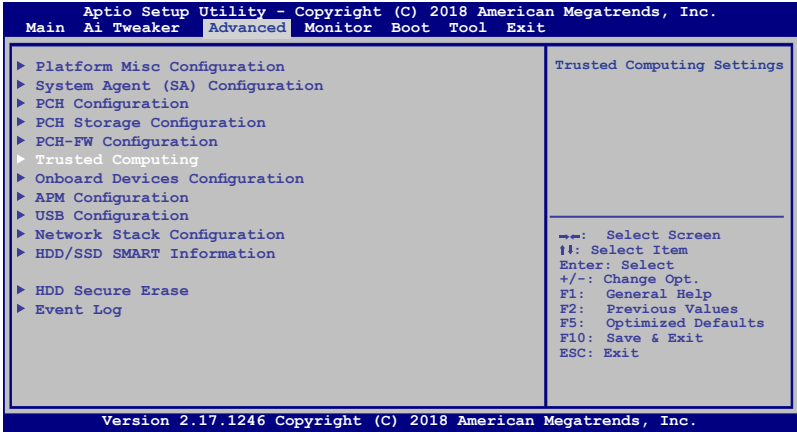 Aptio Setup Utility - Copyright (C) 2018 American Megatrends, Inc.
Main Ai Tweaker Advanced Monitor Boot Tool Exit
Platform Misc Configuration
System Agent (SA) Configuration
PCH Configuration
PCH Storage Configuration
PCH-FW Configuration
Trusted Computing
Onboard Devices Configuration
APM Configuration
USB Configuration
Network Stack Configuration
HDD/SSD SMART Information
HDD Secure Erase
Event Log
Trusted Computing Settings
→←: Select Screen
↑↓: Select Item
Enter: Select
+/-: Change Opt.
F1: General Help
F2: Previous Values
F5: Optimized Defaults
F10: Save & Exit
ESC: Exit
Version 2.17.1246 Copyright (C) 2018 American Megatrends, Inc.